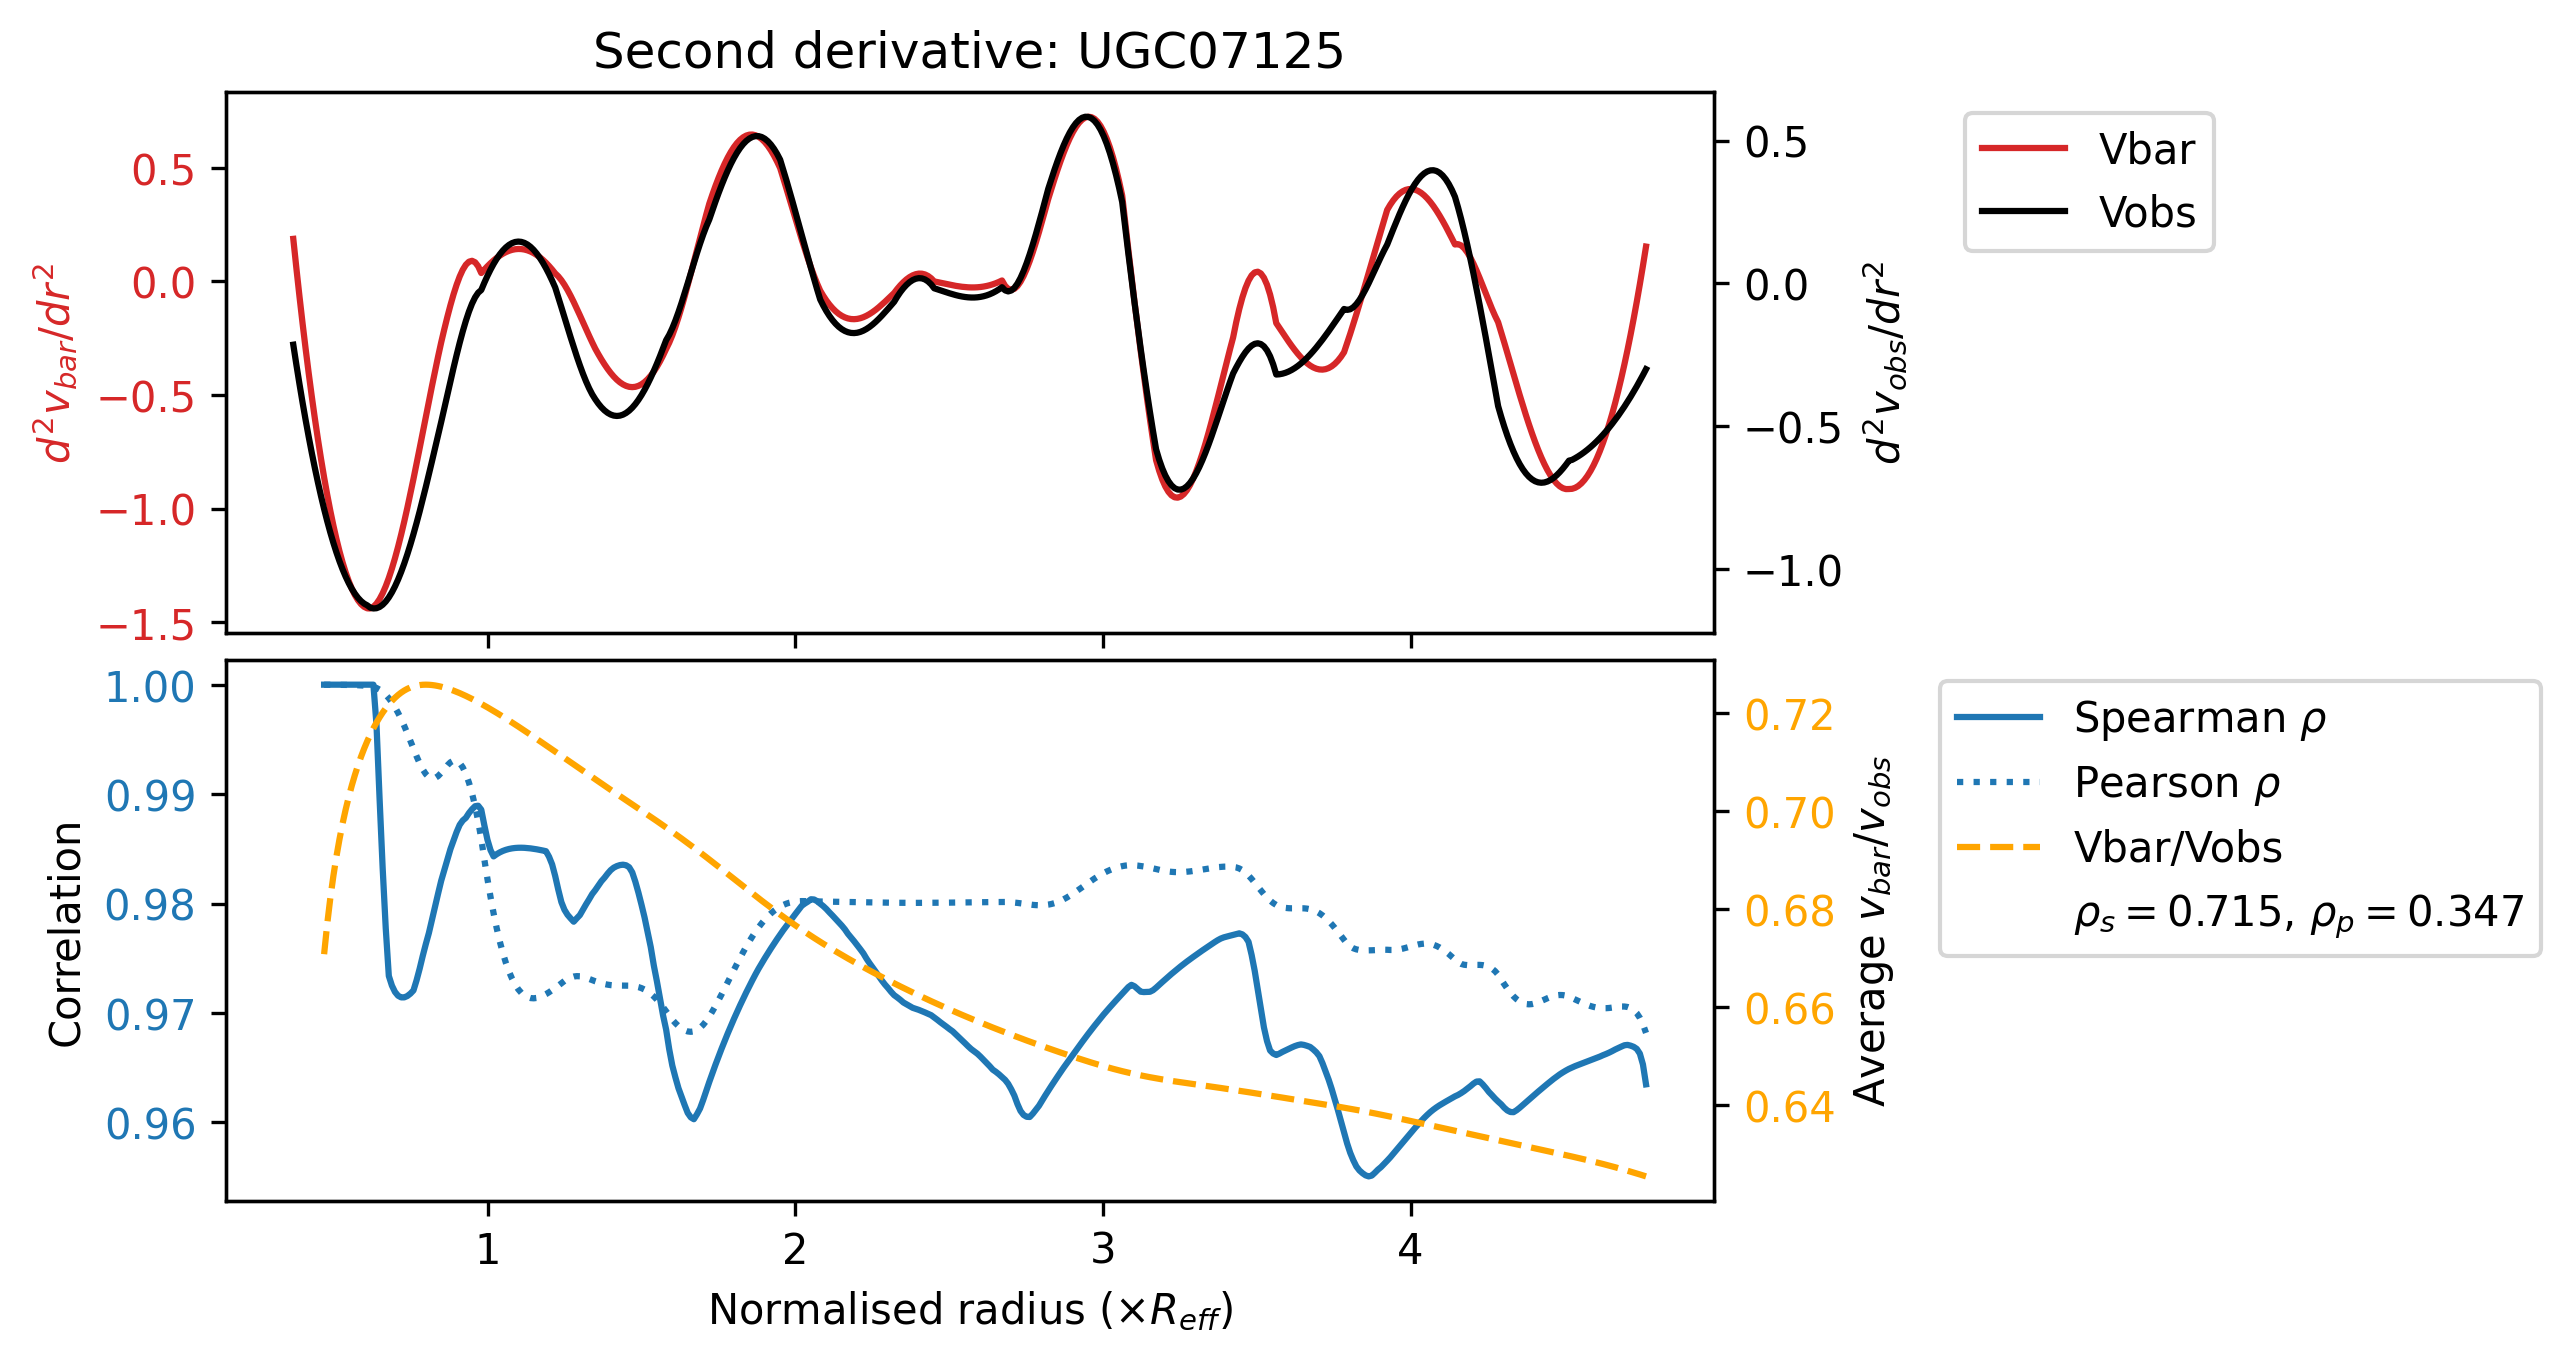 Second derivative: UGC07125
0.5
0.0
−0.5
−1.0
−1.5
d²v_bar/dr²
0.5
0.0
−0.5
−1.0
d²v_obs/dr²
Vbar
Vobs
1.00
0.99
0.98
0.97
0.96
Correlation
0.72
0.70
0.68
0.66
0.64
Average v_bar/v_obs
Spearman ρ
Pearson ρ
Vbar/Vobs
ρ_s = 0.715, ρ_p = 0.347
1 2 3 4
Normalised radius (×R_eff)